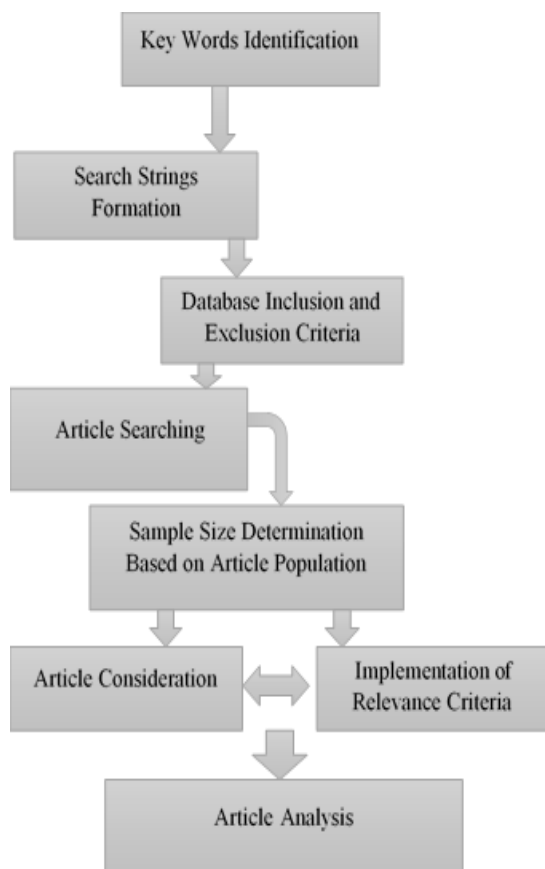 Key Words Identification
Search Strings
Formation
Database Inclusion and
Exclusion Criteria
Article Searching
Sample Size Determination
Based on Article Population
Article Consideration
Implementation of
Relevance Criteria
Article Analysis